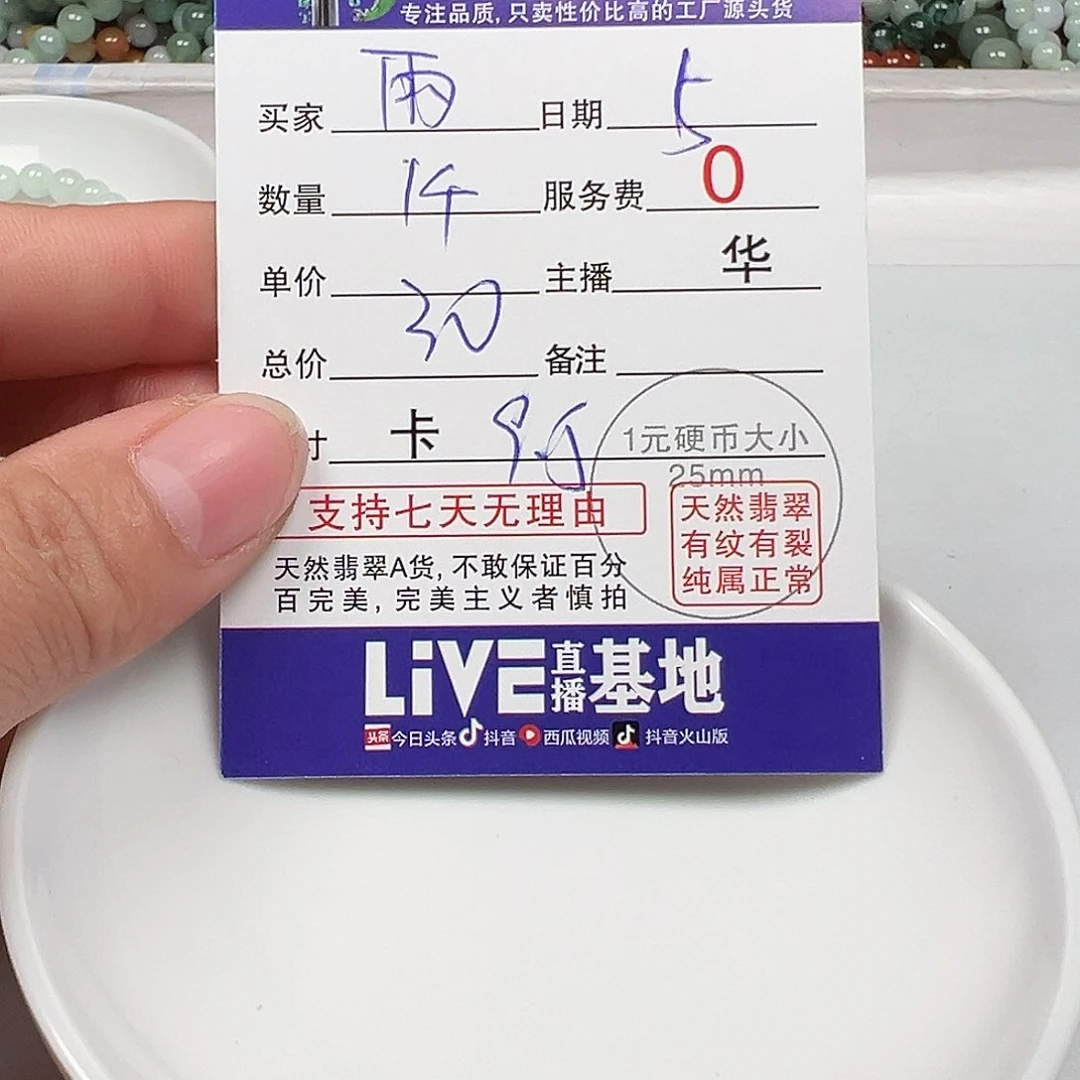 专注品质,只卖性价比高的工厂源头货
买家 雨 日期 5
数量 1件 服务费 0
单价 主播 华
总价 30 备注
寸 卡
1元硬币大小
25mm
支持七天无理由
天然翡翠
有纹有裂
纯属正常
天然翡翠A货,不敢保证百分
百完美,完美主义者慎拍
LiVE直播基地
头条 今日头条 抖音 西瓜视频 抖音火山版